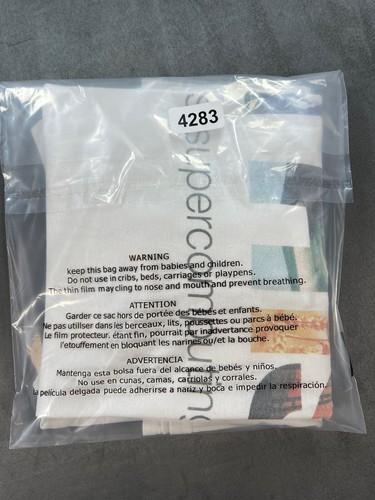 4283
supercomputing
WARNING
keep this bag away from babies and children.
Do not use in cribs, beds, carriages or playpens.
The thin film may cling to nose and mouth and prevent breathing.
ATTENTION
Garder ce sac hors de portée des bébés et enfants.
Ne pas utiliser dans les berceaux, lits, poussettes ou parcs à bébé.
Le film protecteur. étant fin, pourrait par inadvertance provoquer
l'étouffement en bloquant les narines ou/et la bouche.
ADVERTENCIA
Mantenga esta bolsa fuera del alcance de bebés y niños.
No use en cunas, camas, carriolas y corrales.
La película delgada puede adherirse a nariz y boca e impedir la respiración.